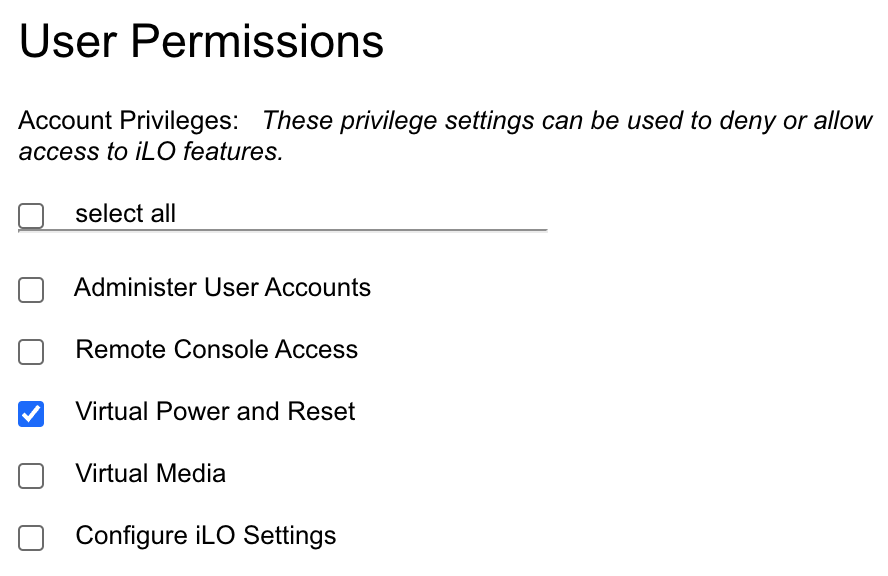 User Permissions
Account Privileges: These privilege settings can be used to deny or allow
access to iLO features.
select all
Administer User Accounts
Remote Console Access
Virtual Power and Reset
Virtual Media
Configure iLO Settings